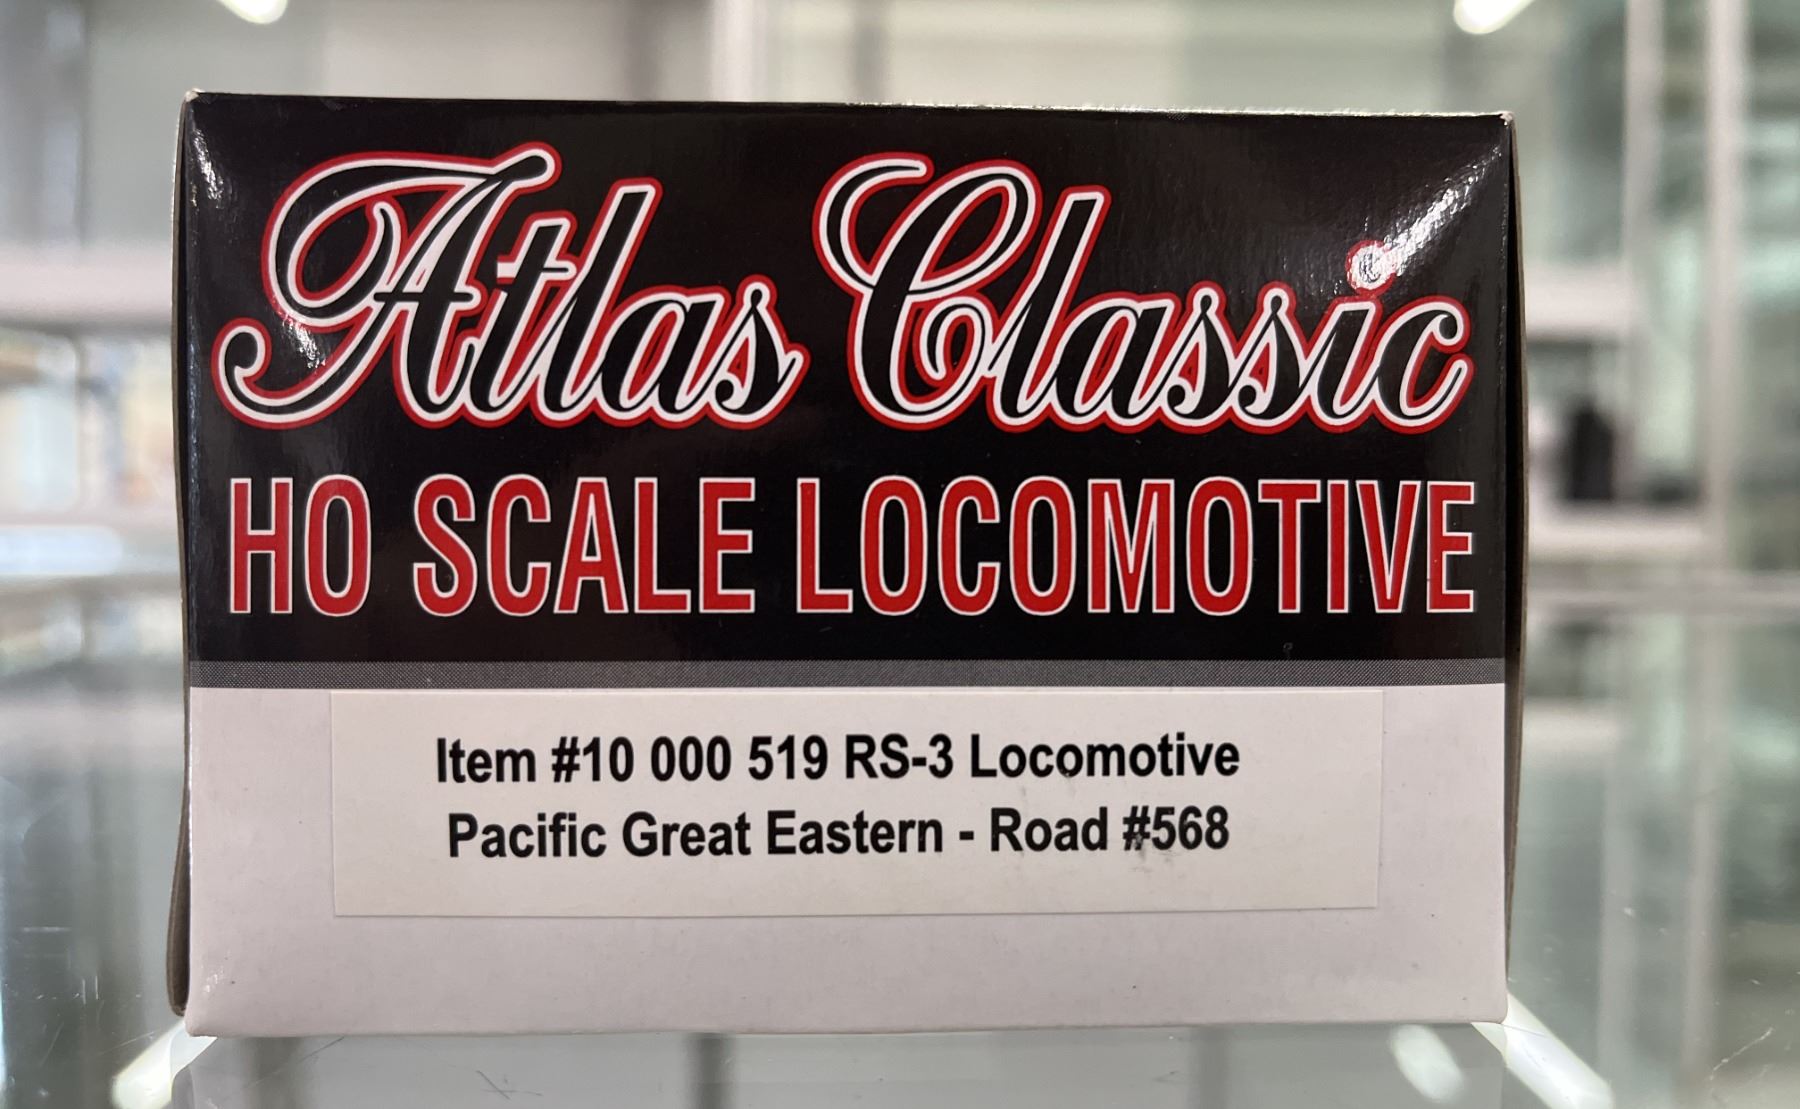 Atlas Classic
HO SCALE LOCOMOTIVE
Item #10 000 519 RS-3 Locomotive
Pacific Great Eastern - Road #568